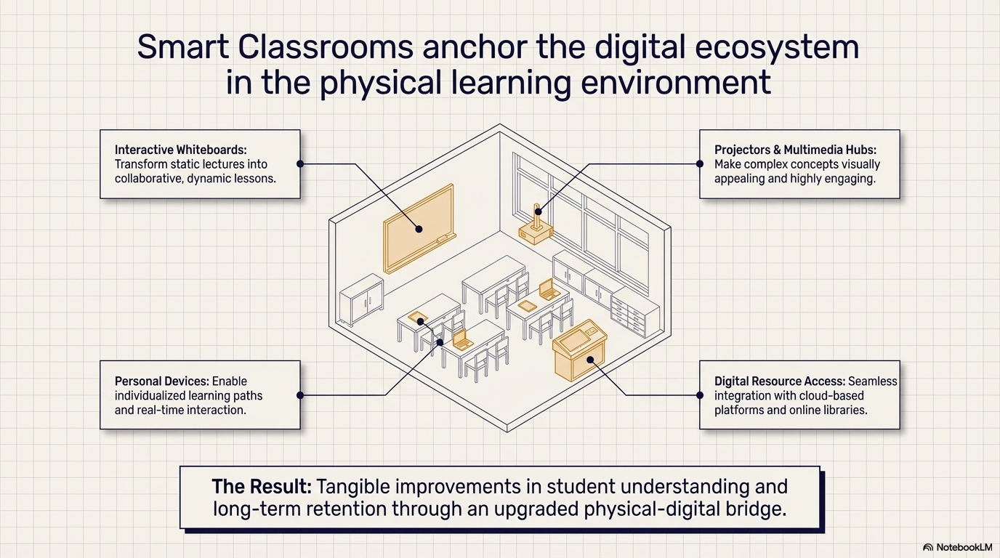 Smart Classrooms anchor the digital ecosystem
in the physical learning environment
Interactive Whiteboards:
Transform static lectures into
collaborative, dynamic lessons.
Projectors & Multimedia Hubs:
Make complex concepts visually
appealing and highly engaging.
Personal Devices: Enable
individualized learning paths
and real-time interaction.
Digital Resource Access: Seamless
integration with cloud-based
platforms and online libraries.
The Result: Tangible improvements in student understanding and
long-term retention through an upgraded physical-digital bridge.
NotebookLM